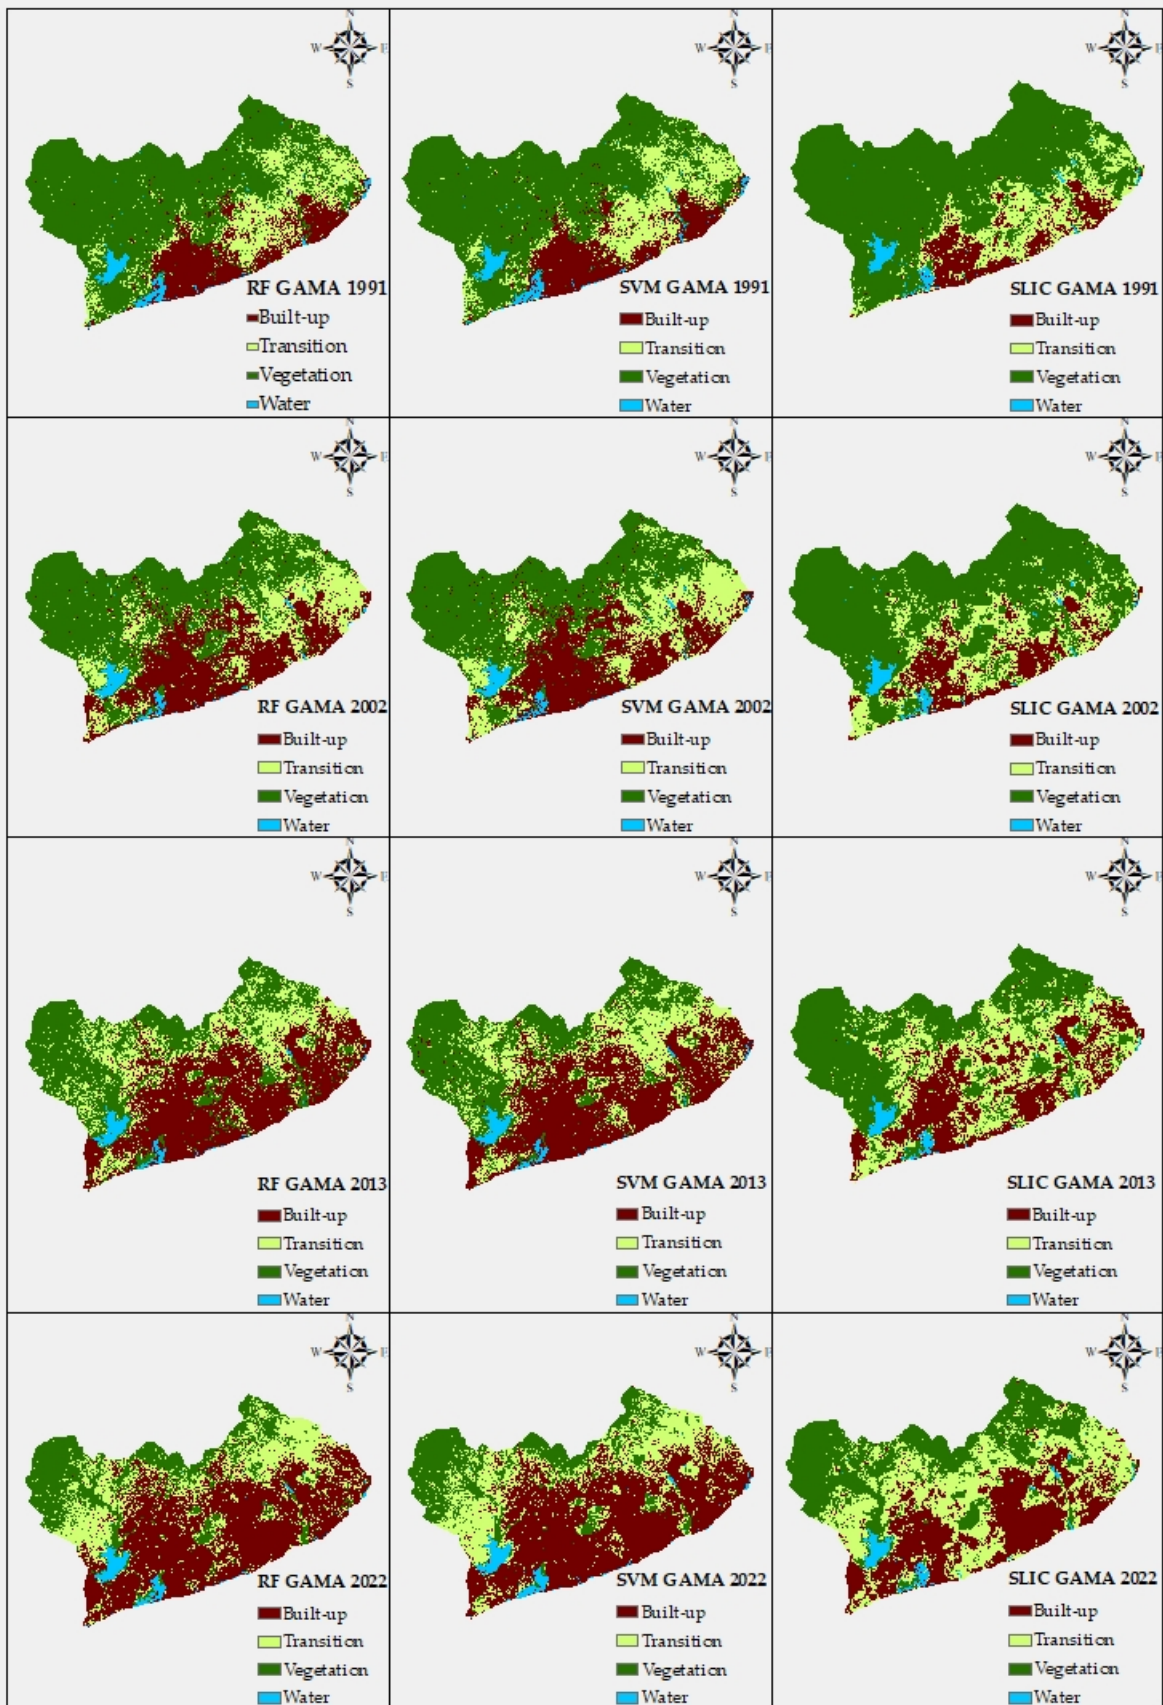 N
W E
S
RF GAMA 1991
Built-up
Transition
Vegetation
Water
N
W E
S
SVM GAMA 1991
Built-up
Transition
Vegetation
Water
N
W E
S
SLIC GAMA 1991
Built-up
Transition
Vegetation
Water
N
W E
S
RF GAMA 2002
Built-up
Transition
Vegetation
Water
N
W E
S
SVM GAMA 2002
Built-up
Transition
Vegetation
Water
N
W E
S
SLIC GAMA 2002
Built-up
Transition
Vegetation
Water
N
W E
S
RF GAMA 2013
Built-up
Transition
Vegetation
Water
N
W E
S
SVM GAMA 2013
Built-up
Transition
Vegetation
Water
N
W E
S
SLIC GAMA 2013
Built-up
Transition
Vegetation
Water
N
W E
S
RF GAMA 2022
Built-up
Transition
Vegetation
Water
N
W E
S
SVM GAMA 2022
Built-up
Transition
Vegetation
Water
N
W E
S
SLIC GAMA 2022
Built-up
Transition
Vegetation
Water